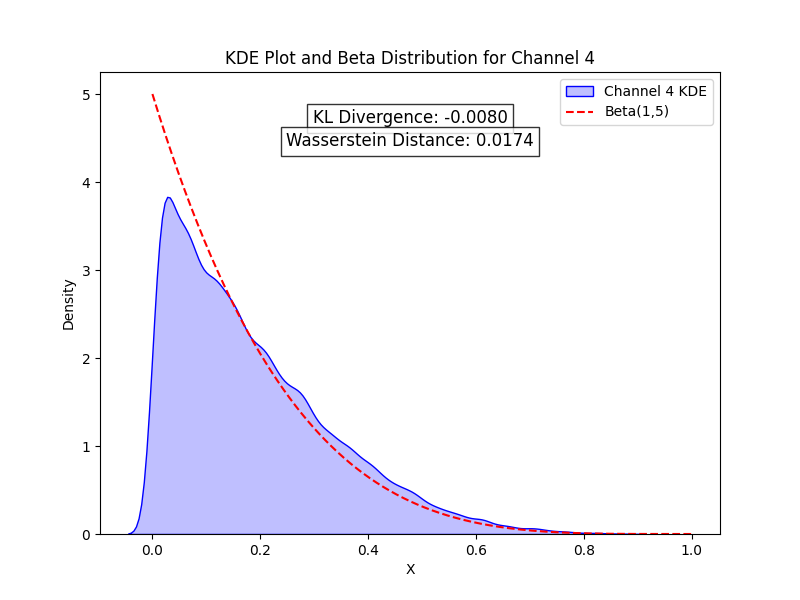 KDE Plot and Beta Distribution for Channel 4
KL Divergence: -0.0080
Wasserstein Distance: 0.0174
Channel 4 KDE
Beta(1,5)
Density
5
4
3
2
1
0
0.0 0.2 0.4 0.6 0.8 1.0
X